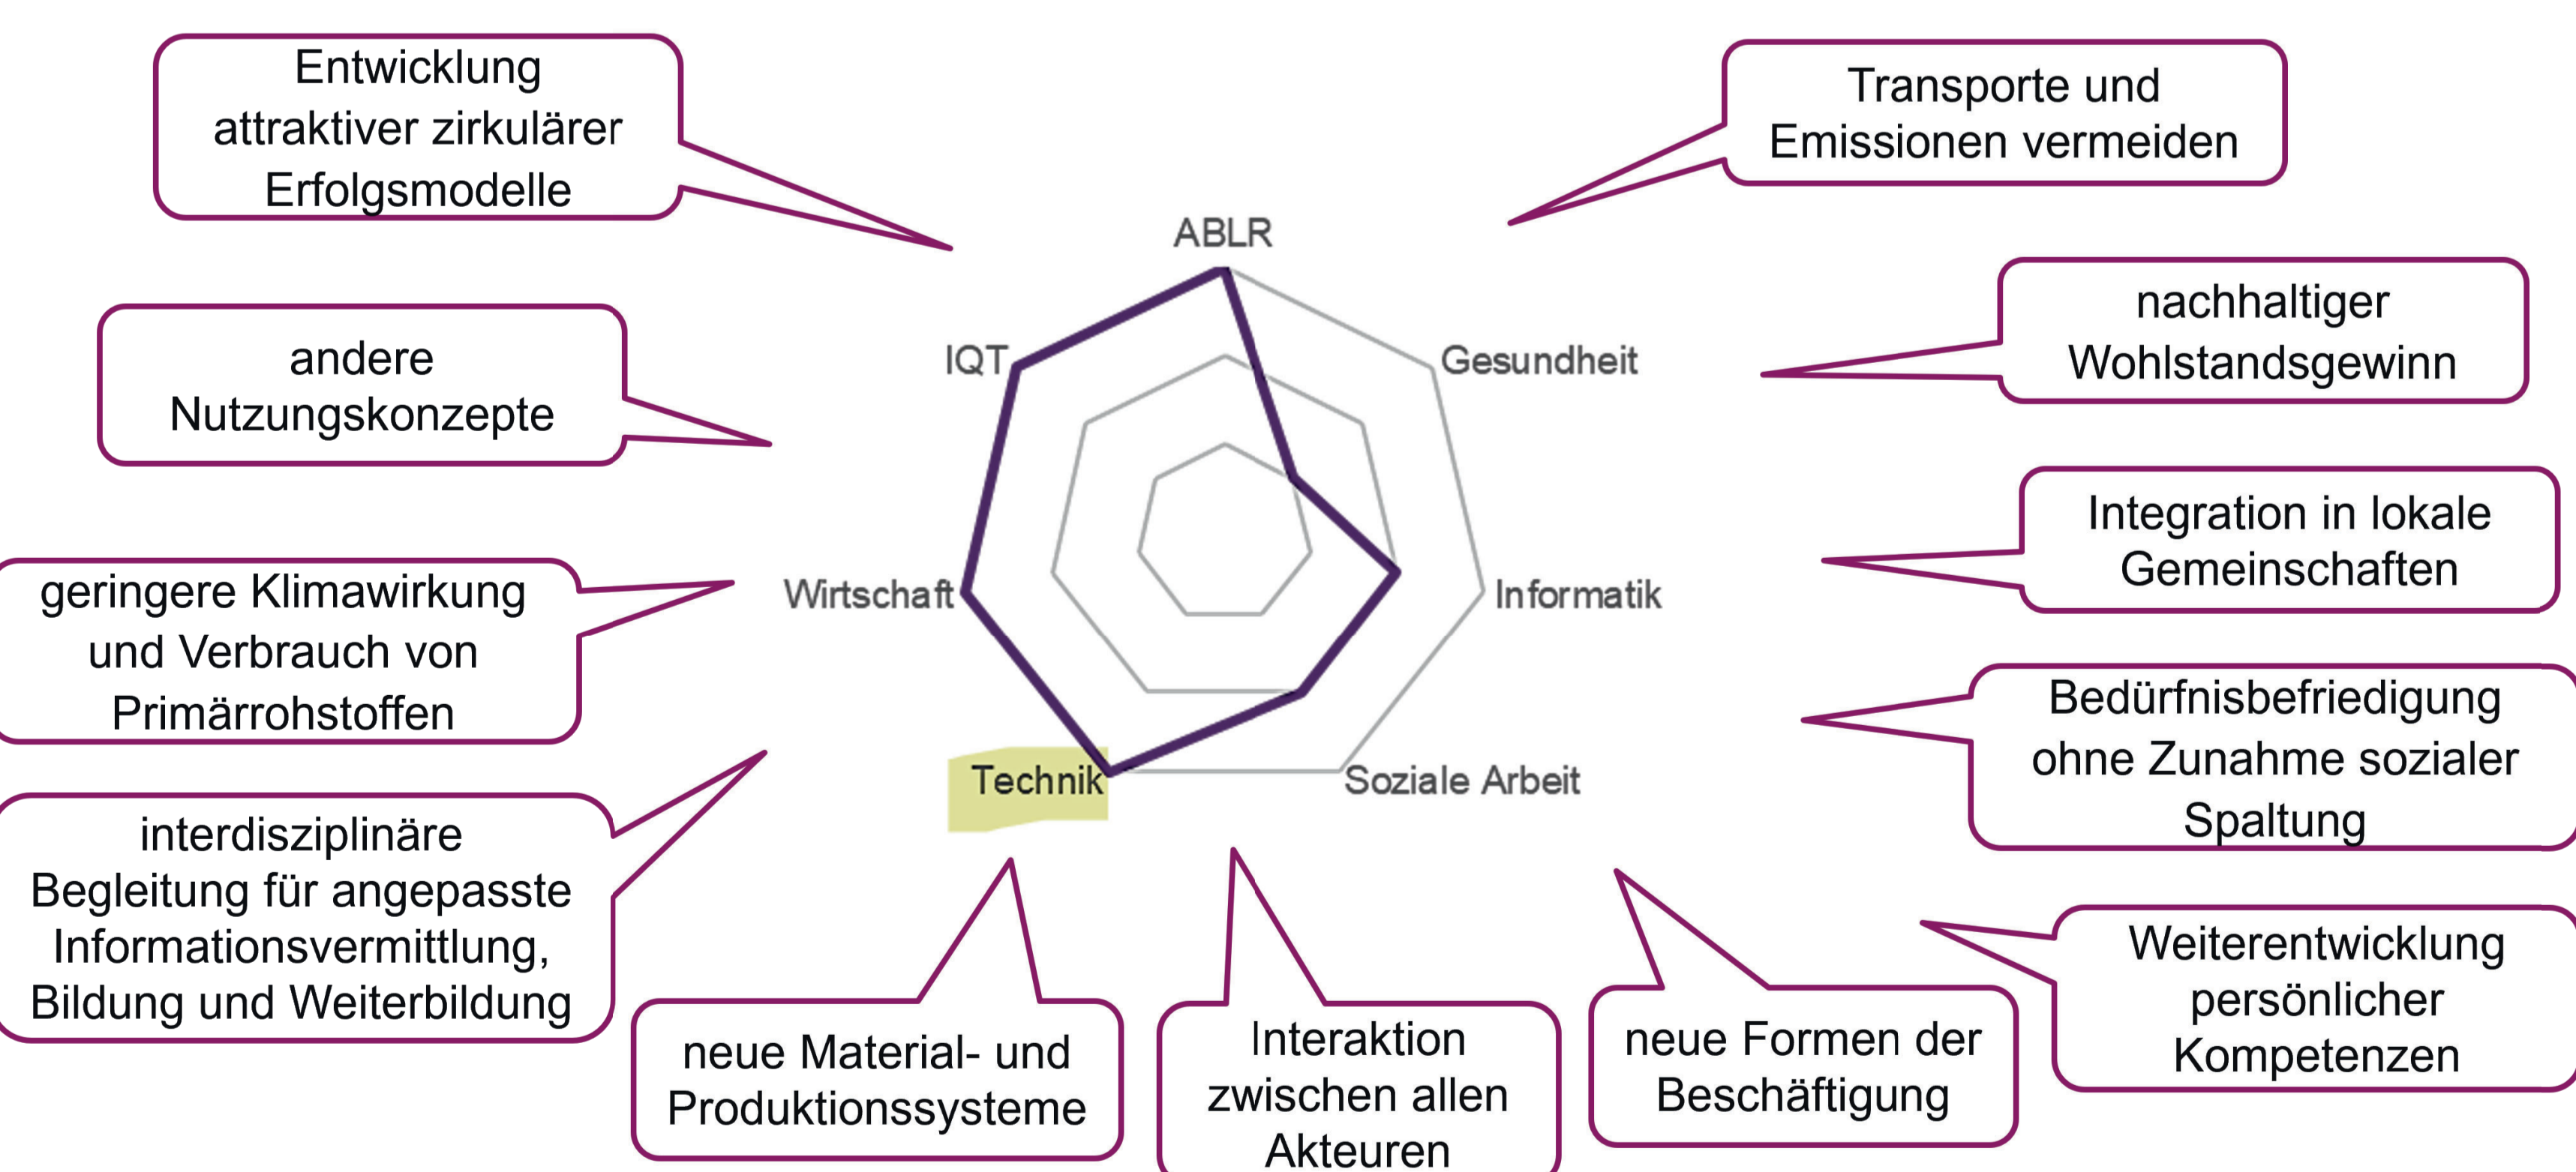 Entwicklung
attraktiver zirkulärer
Erfolgsmodelle
Transporte und
Emissionen vermeiden
ABLR
nachhaltiger
Wohlstandsgewinn
andere
Nutzungskonzepte
IQT
Gesundheit
Integration in lokale
Gemeinschaften
geringere Klimawirkung
und Verbrauch von
Primärrohstoffen
Wirtschaft
Informatik
Bedürfnisbefriedigung
ohne Zunahme sozialer
Spaltung
Technik
Soziale Arbeit
interdisziplinäre
Begleitung für angepasste
Informationsvermittlung,
Bildung und Weiterbildung
neue Material- und
Produktionssysteme
Interaktion
zwischen allen
Akteuren
neue Formen der
Beschäftigung
Weiterentwicklung
persönlicher
Kompetenzen